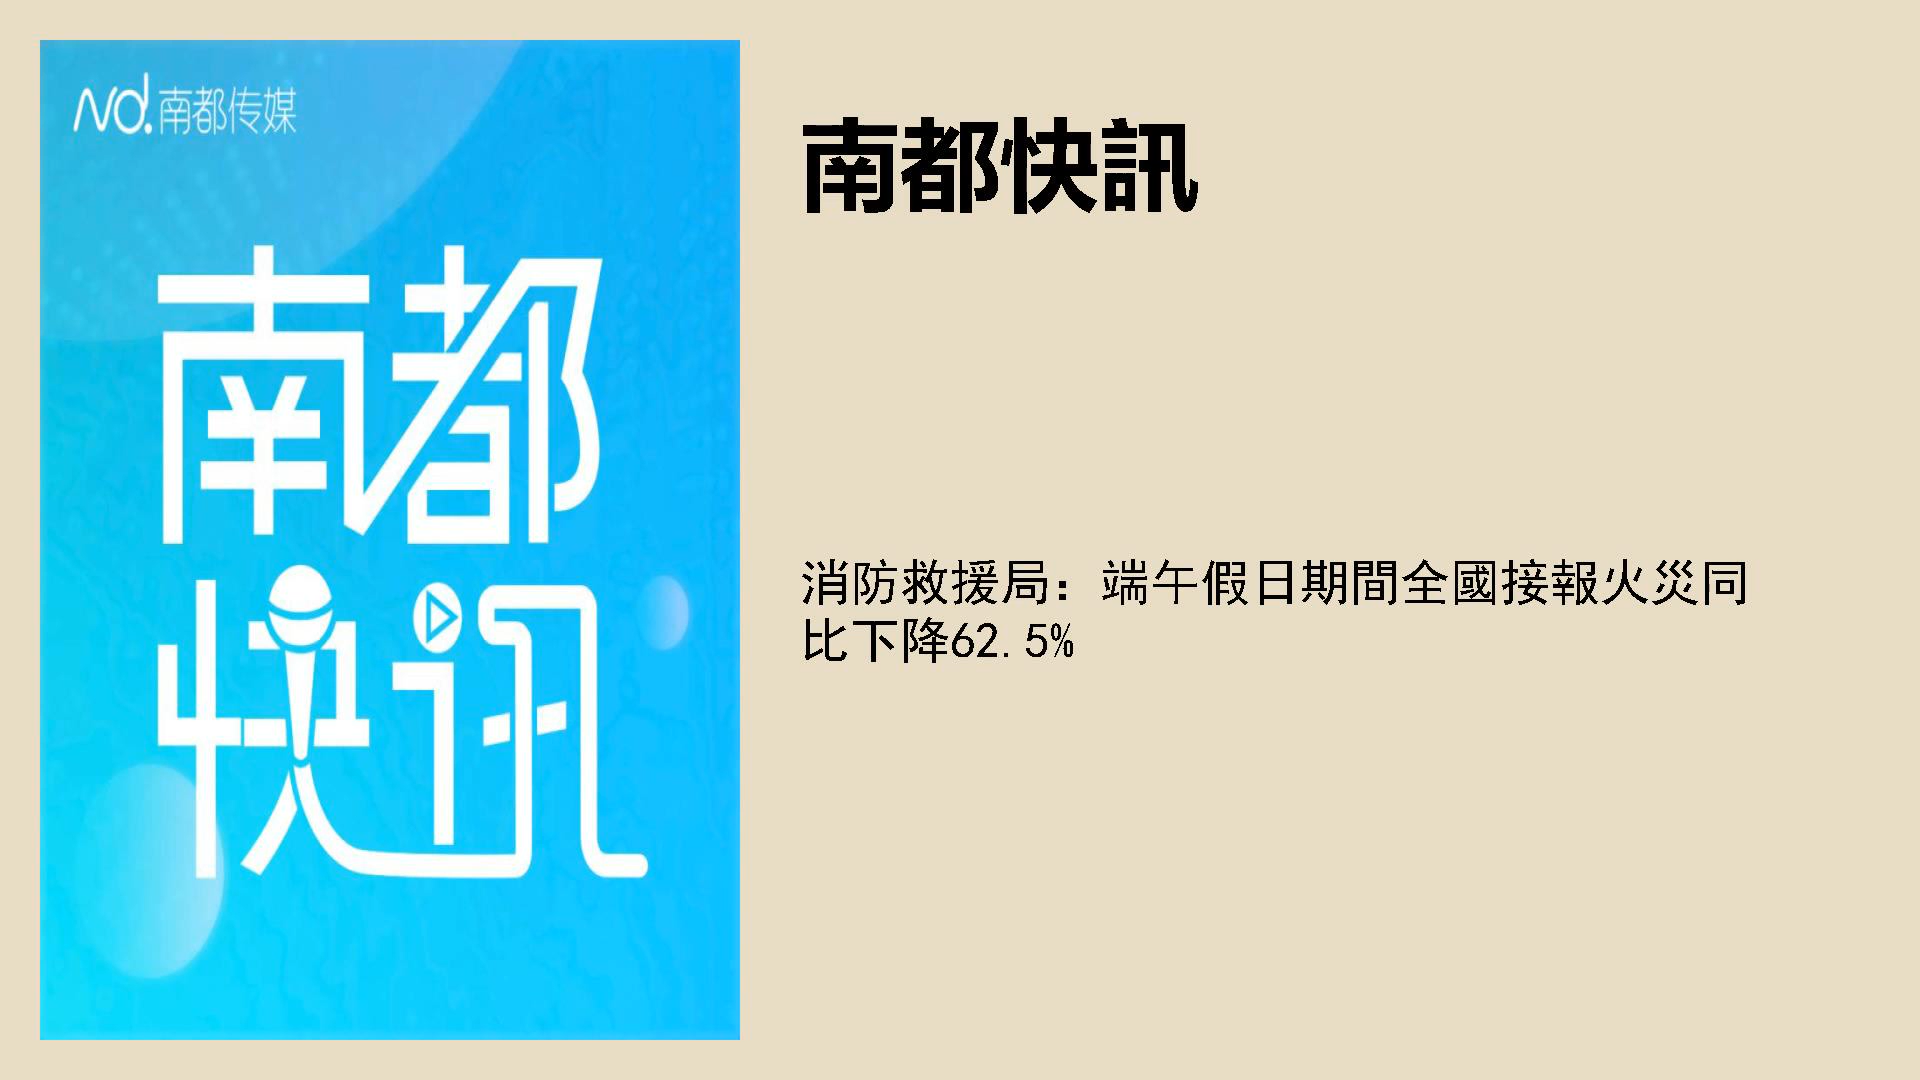 Nd.南都传媒
南都
快讯
南都快訊
消防救援局：端午假日期間全國接報火災同
比下降62.5%